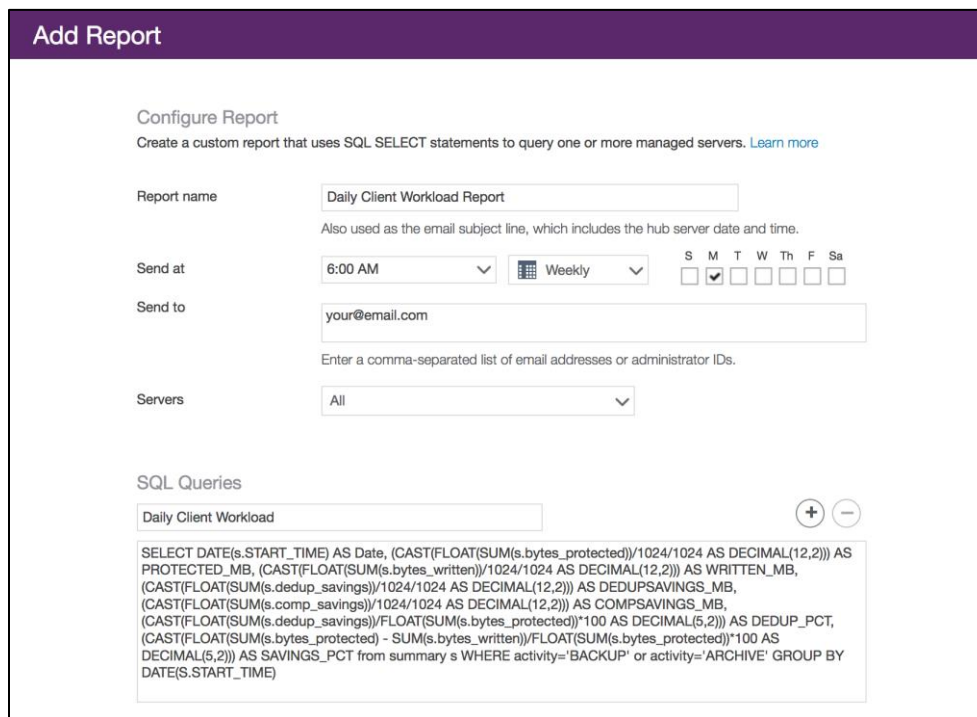 Add Report
Configure Report
Create a custom report that uses SQL SELECT statements to query one or more managed servers. Learn more
Report name
Daily Client Workload Report
Also used as the email subject line, which includes the hub server date and time.
S M T W Th F Sa
Send at
6:00 AM
Weekly
Send to
your@email.com
Enter a comma-separated list of email addresses or administrator IDs.
Servers
All
SQL Queries
Daily Client Workload
SELECT DATE(s.START_TIME) AS Date, (CAST(FLOAT(SUM(s.bytes_protected))/1024/1024 AS DECIMAL(12,2))) AS
PROTECTED_MB, (CAST(FLOAT(SUM(s.bytes_written))/1024/1024 AS DECIMAL(12,2))) AS WRITTEN_MB,
(CAST(FLOAT(SUM(s.dedup_savings))/1024/1024 AS DECIMAL(12,2))) AS DEDUPSAVINGS_MB,
(CAST(FLOAT(SUM(s.comp_savings))/1024/1024 AS DECIMAL(12,2))) AS COMPSAVINGS_MB,
(CAST(FLOAT(SUM(s.dedup_savings))/FLOAT(SUM(s.bytes_protected))*100 AS DECIMAL(5,2))) AS DEDUP_PCT,
(CAST(FLOAT(SUM(s.bytes_protected) - SUM(s.bytes_written))/FLOAT(SUM(s.bytes_protected))*100 AS
DECIMAL(5,2))) AS SAVINGS_PCT from summary s WHERE activity='BACKUP' or activity='ARCHIVE' GROUP BY
DATE(S.START_TIME)